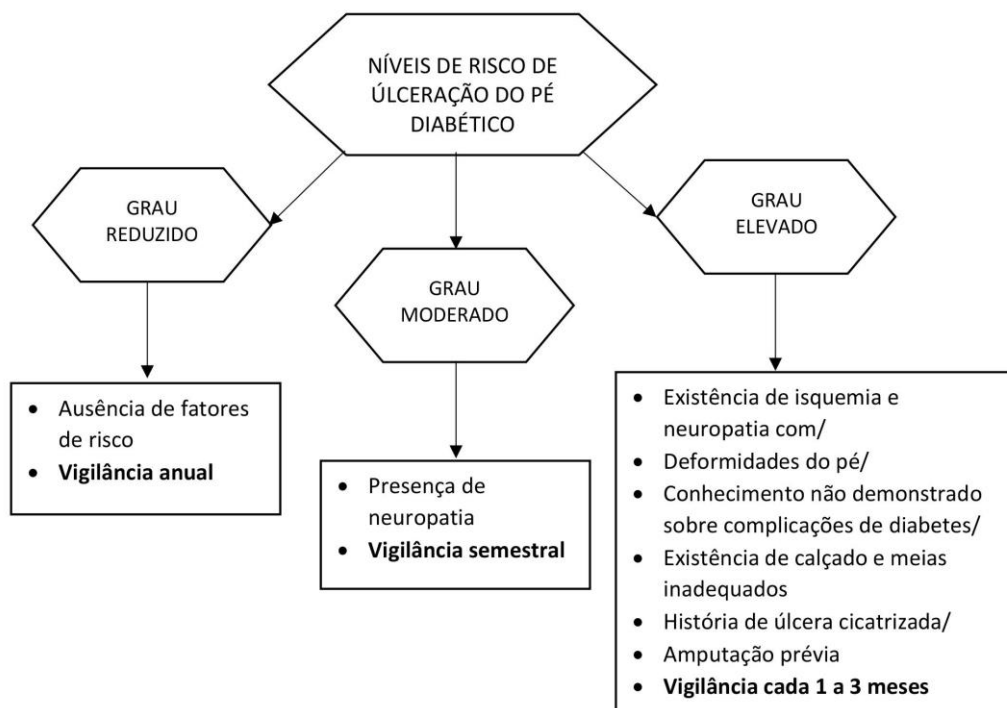 NÍVEIS DE RISCO DE
ÚLCERAÇÃO DO PÉ
DIABÉTICO
GRAU
REDUZIDO
GRAU
MODERADO
GRAU
ELEVADO
• Ausência de fatores
de risco
• Vigilância anual
• Presença de
neuropatia
• Vigilância semestral
• Existência de isquemia e
neuropatia com/
• Deformidades do pé/
• Conhecimento não demonstrado
sobre complicações de diabetes/
• Existência de calçado e meias
inadequados
• História de úlcera cicatrizada/
• Amputação prévia
• Vigilância cada 1 a 3 meses